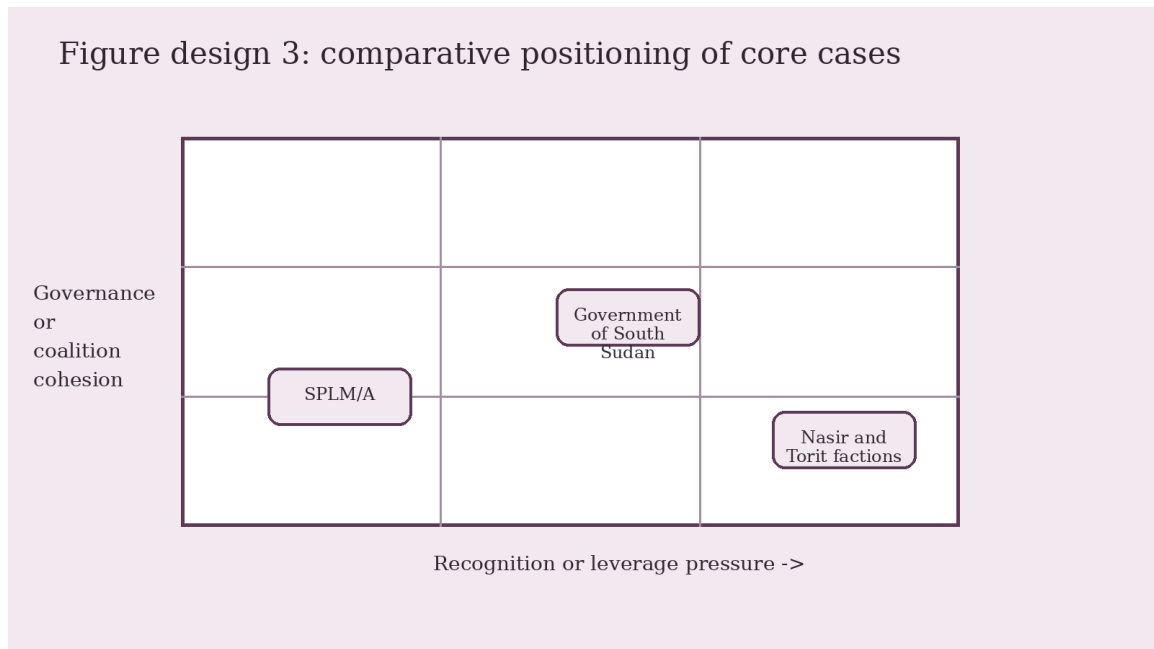 Figure design 3: comparative positioning of core cases
Governance
or
coalition
cohesion
Government
of South
Sudan
SPLM/A
Nasir and
Torit factions
Recognition or leverage pressure ->